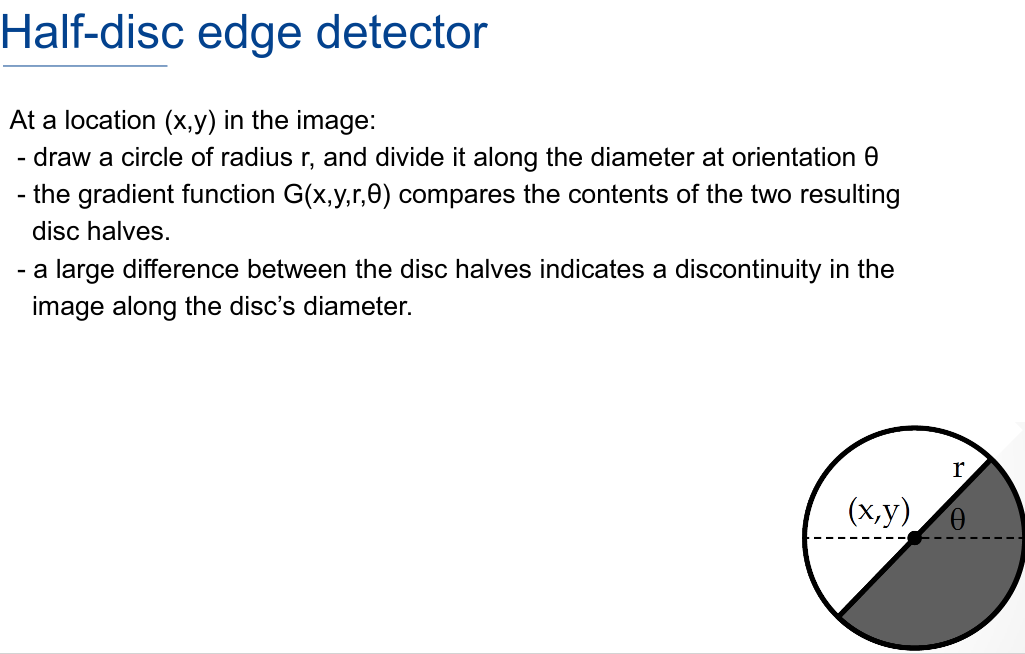 Half-disc edge detector
At a location (x,y) in the image:
- draw a circle of radius r, and divide it along the diameter at orientation θ
- the gradient function G(x,y,r,θ) compares the contents of the two resulting
disc halves.
- a large difference between the disc halves indicates a discontinuity in the
image along the disc’s diameter.
r
(x,y)
θ